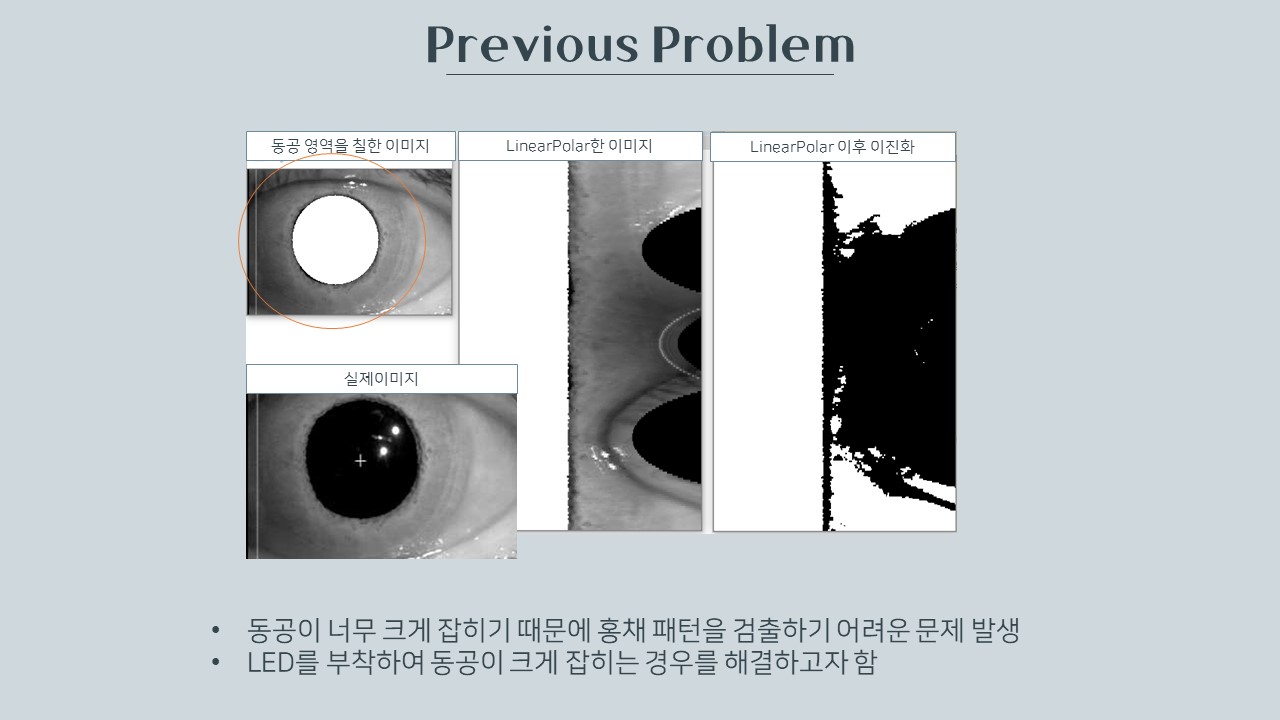 Previous Problem
동공 영역을 칠한 이미지
LinearPolar한 이미지
LinearPolar 이후 이진화
실제이미지
• 동공이 너무 크게 잡히기 때문에 홍채 패턴을 검출하기 어려운 문제 발생
• LED를 부착하여 동공이 크게 잡히는 경우를 해결하고자 함